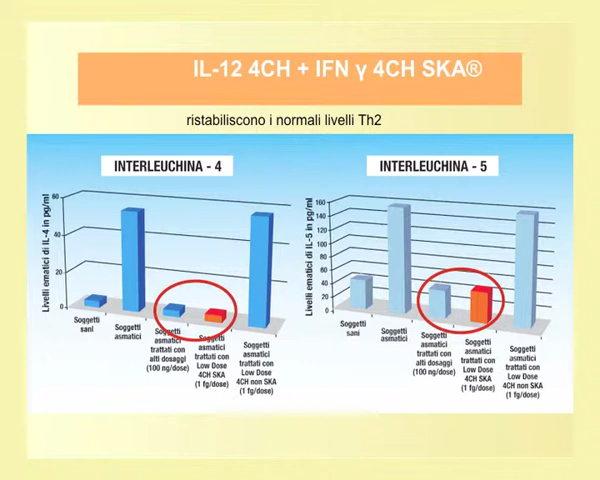 IL-12 4CH + IFN γ 4CH SKA®
ristabiliscono i normali livelli Th2
INTERLEUCHINA - 4
Livelli ematici di IL-4 in pg/ml
60
40
20
0
Soggetti
sani
Soggetti
asmatici
Soggetti
asmatici
trattati con
alti dosaggi
(100 ng/dose)
Soggetti
asmatici
trattati con
Low Dose
4CH SKA
(1 fg/dose)
Soggetti
asmatici
trattati con
Low Dose
4CH non SKA
(1 fg/dose)
INTERLEUCHINA - 5
Livelli ematici di IL-5 in pg/ml
160
140
120
100
80
60
40
20
0
Soggetti
sani
Soggetti
asmatici
Soggetti
asmatici
trattati con
alti dosaggi
(100 ng/dose)
Soggetti
asmatici
trattati con
Low Dose
4CH SKA
(1 fg/dose)
Soggetti
asmatici
trattati con
Low Dose
4CH non SKA
(1 fg/dose)